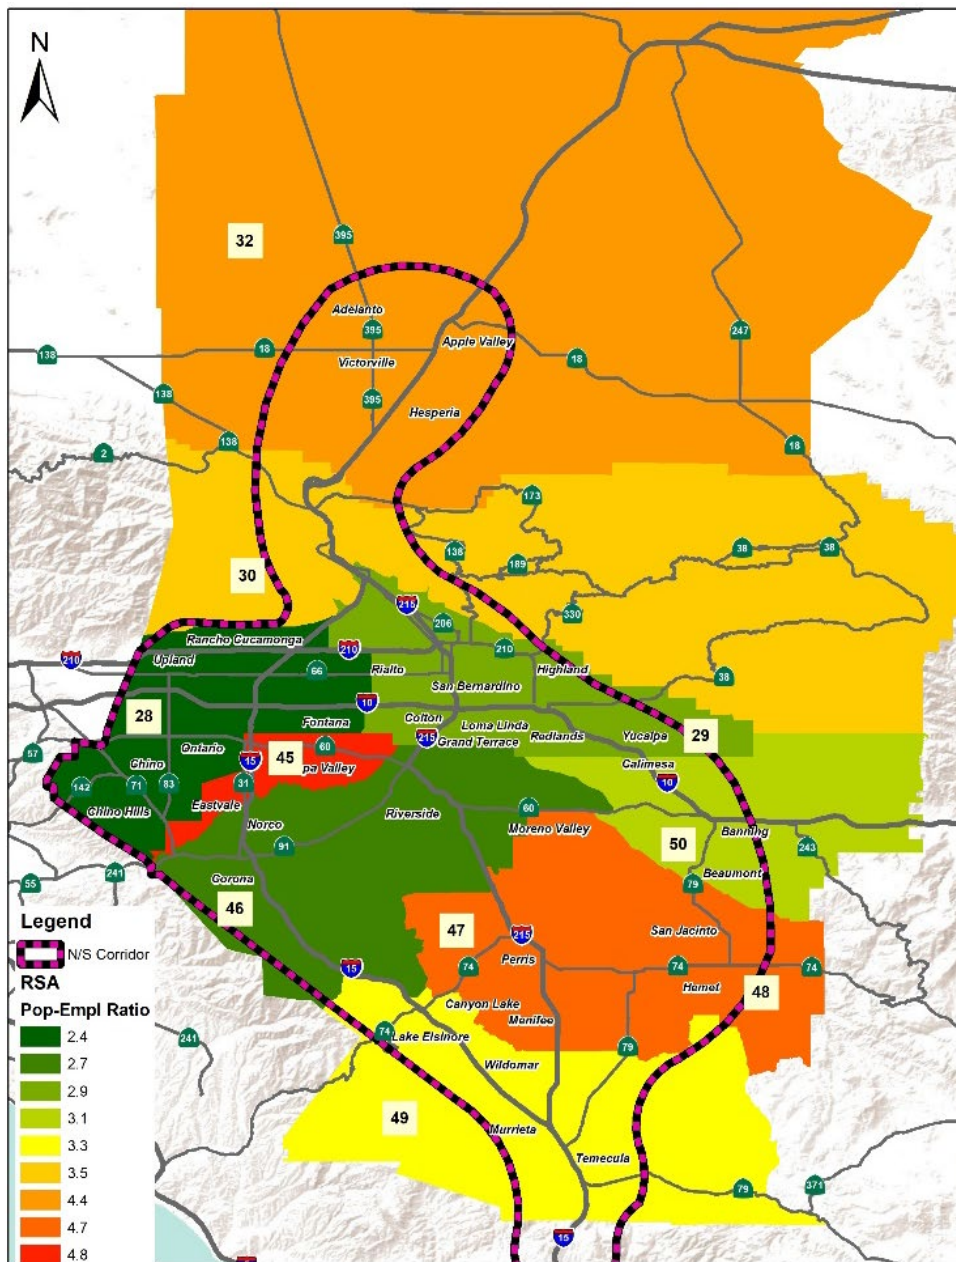 N
32
395
Adelanto
395
247
138
18
Apple Valley
18
Victorville
138
395
Hesperia
138
2
18
173
138
189
38
38
30
215
330
206
Rancho Cucamonga
210
210
210
Upland
66
Rialto
Highland
38
San Bernardino
28
10
Fontana
Colton
Loma Linda
29
57
Ontario
60
215
Grand Terrace
Redlands
Yucaipa
15
45
pa Valley
Calimesa
Chino
10
142
71
83
31
Eastvale
Chino Hills
Norco
Riverside
60
Moreno Valley
Banning
91
50
243
Beaumont
55
241
Corona
79
46
Legend
N/S Corridor
47
215
San Jacinto
RSA
Perris
74
74
74
Hemet
15
48
Pop-Empl Ratio
Canyon Lake
Menifee
2.4
241
74
Lake Elsinore
79
2.7
Wildomar
2.9
3.1
49
Murrieta
3.3
Temecula
3.5
79
371
4.4
4.7
15
4.8